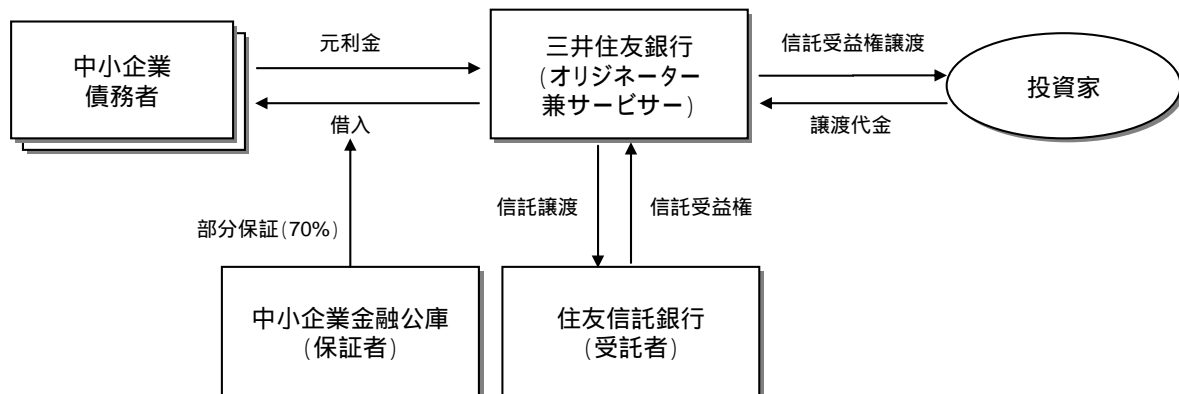 中小企業
債務者
元利金
借入
三井住友銀行
(オリジネーター
兼サービサー)
信託受益権譲渡
譲渡代金
投資家
部分保証(70%)
信託譲渡
信託受益権
中小企業金融公庫
(保証者)
住友信託銀行
(受託者)